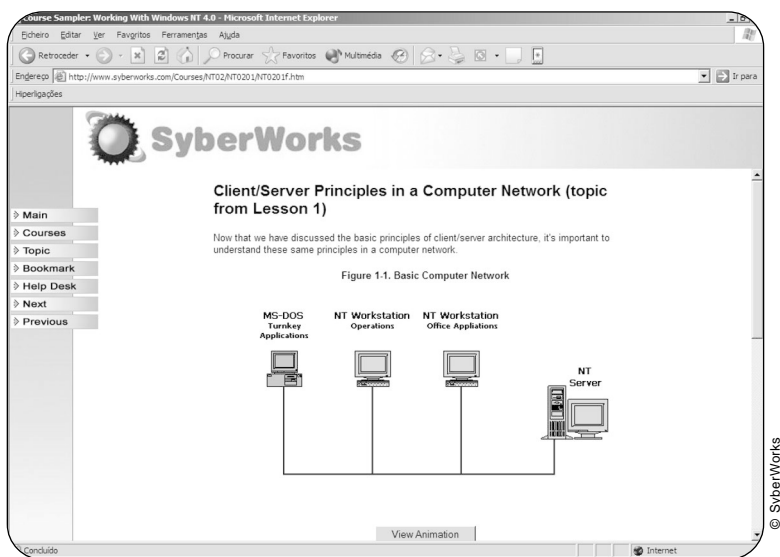 Course Sampler: Working With Windows NT 4.0 - Microsoft Internet Explorer
Ficheiro Editar Ver Favoritos Ferramentas Ajuda
Retroceder Procurar Favoritos Multimédia
Endereço http://www.syberworks.com/Courses/NT02/NT0201/NT0201f.htm Ir para
Hiperligações
SyberWorks
Main
Courses
Topic
Bookmark
Help Desk
Next
Previous
Client/Server Principles in a Computer Network (topic
from Lesson 1)
Now that we have discussed the basic principles of client/server architecture, it's important to
understand these same principles in a computer network.
Figure 1-1. Basic Computer Network
MS-DOS
Turnkey
Applications
NT Workstation
Operations
NT Workstation
Office Appliations
NT
Server
View Animation
Concluído Internet
© SyberWorks